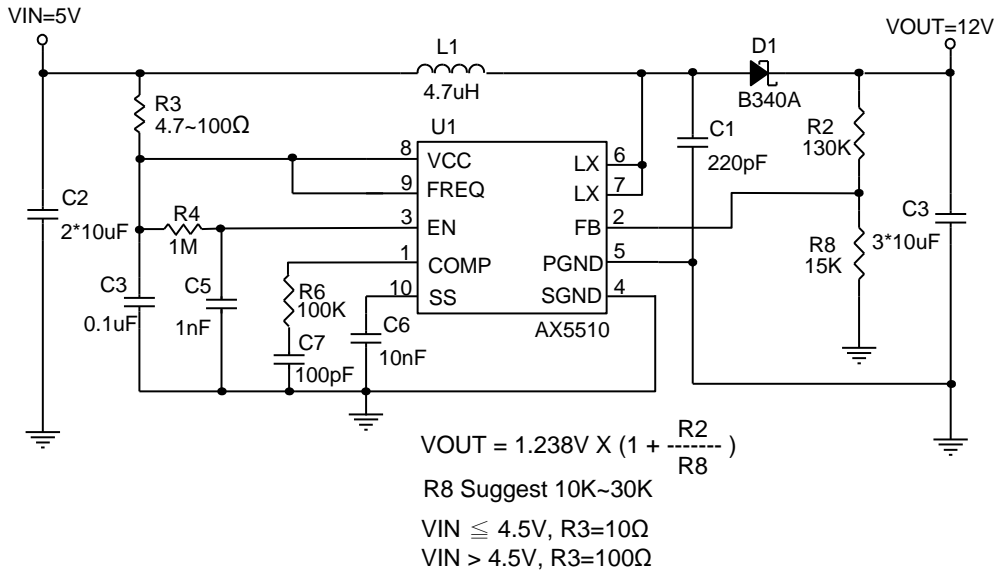 VIN=5V
VOUT=12V
L1
4.7uH
D1
B340A
R3
4.7~100Ω
U1
C1
220pF
R2
130K
8
VCC
LX
6
9
FREQ
LX
7
C2
2*10uF
R4
1M
3
EN
FB
2
C3
3*10uF
R8
15K
1
COMP
PGND
5
C3
0.1uF
C5
1nF
R6
100K
10
SS
SGND
4
C6
10nF
AX5510
C7
100pF
VOUT = 1.238V X (1 + R2
------- )
R8
R8 Suggest 10K~30K
VIN ≦ 4.5V, R3=10Ω
VIN > 4.5V, R3=100Ω